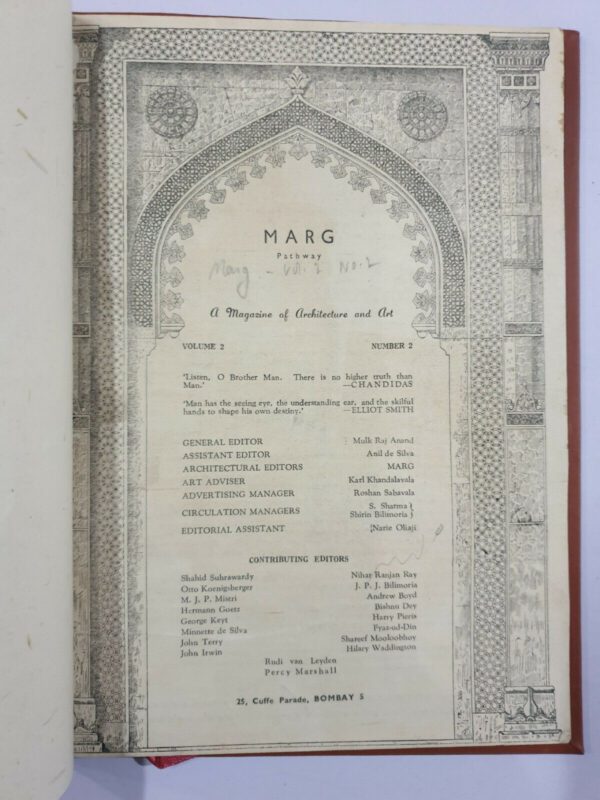 MARG
Pathway
Marg - Vol. 2 No. 2
A Magazine of Architecture and Art
VOLUME 2 NUMBER 2
'Listen, O Brother Man. There is no higher truth than
Man.' —CHANDIDAS
'Man has the seeing eye, the understanding ear, and the skilful
hands to shape his own destiny.' —ELLIOT SMITH
GENERAL EDITOR : Mulk Raj Anand
ASSISTANT EDITOR Anil de Silva
ARCHITECTURAL EDITORS MARG
ART ADVISER Karl Khandalavala
ADVERTISING MANAGER Roshan Sabavala
CIRCULATION MANAGERS S. Sharma }
Shirin Bilimoria }
EDITORIAL ASSISTANT Narie Oliaji
CONTRIBUTING EDITORS
Shahid Suhrawardy Nihar Ranjan Ray
Otto Koenigsberger J. P. J. Bilimoria
M. J. P. Mistri Andrew Boyd
Hermann Goetz Bishnu Dey
George Keyt Harry Pieris
Minnette de Silva Fyaz-ud-Din
John Terry Shareef Mooloobhoy
John Irwin Hilary Waddington
Rudi van Leyden
Percy Marshall
25, Cuffe Parade, BOMBAY 5